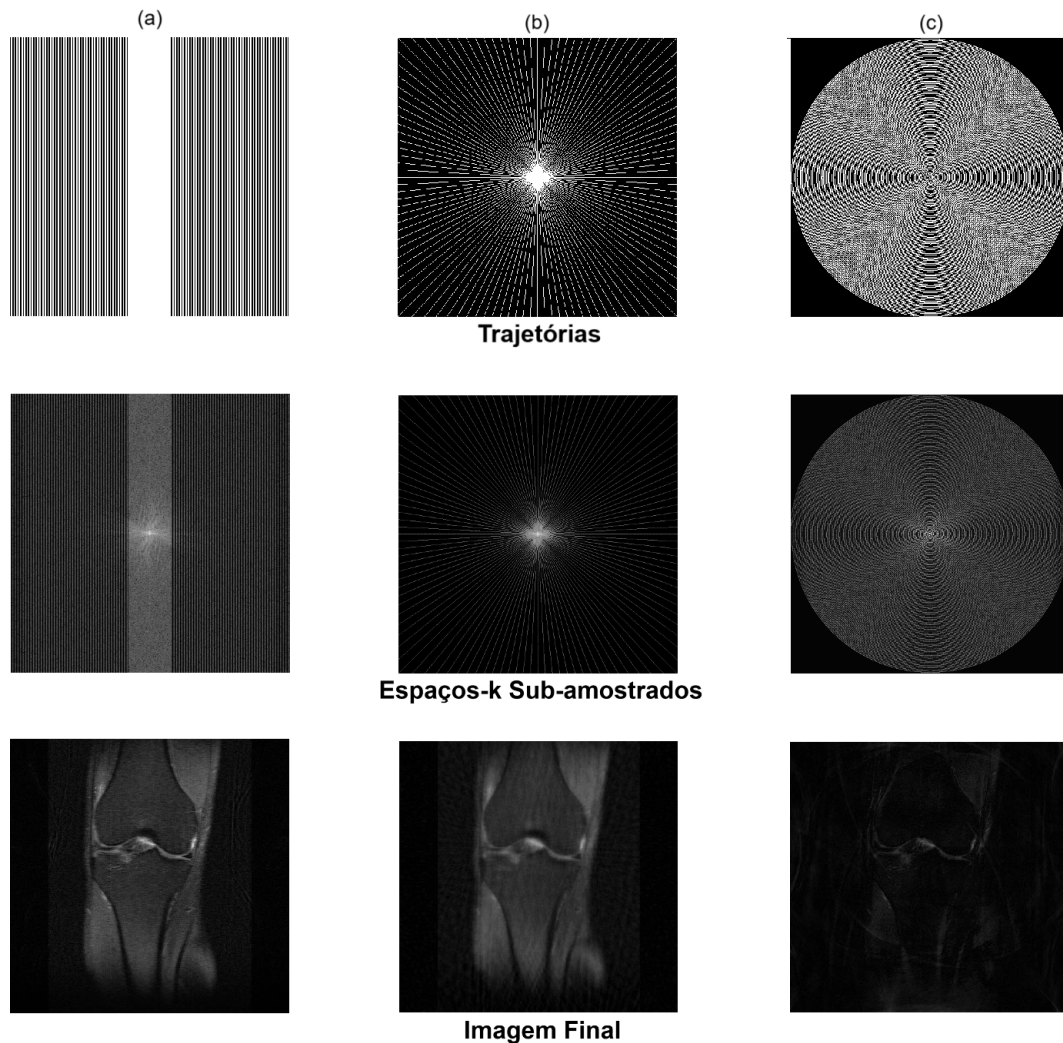 (a)
(b)
(c)
Trajetórias
Espaços-k Sub-amostrados
Imagem Final